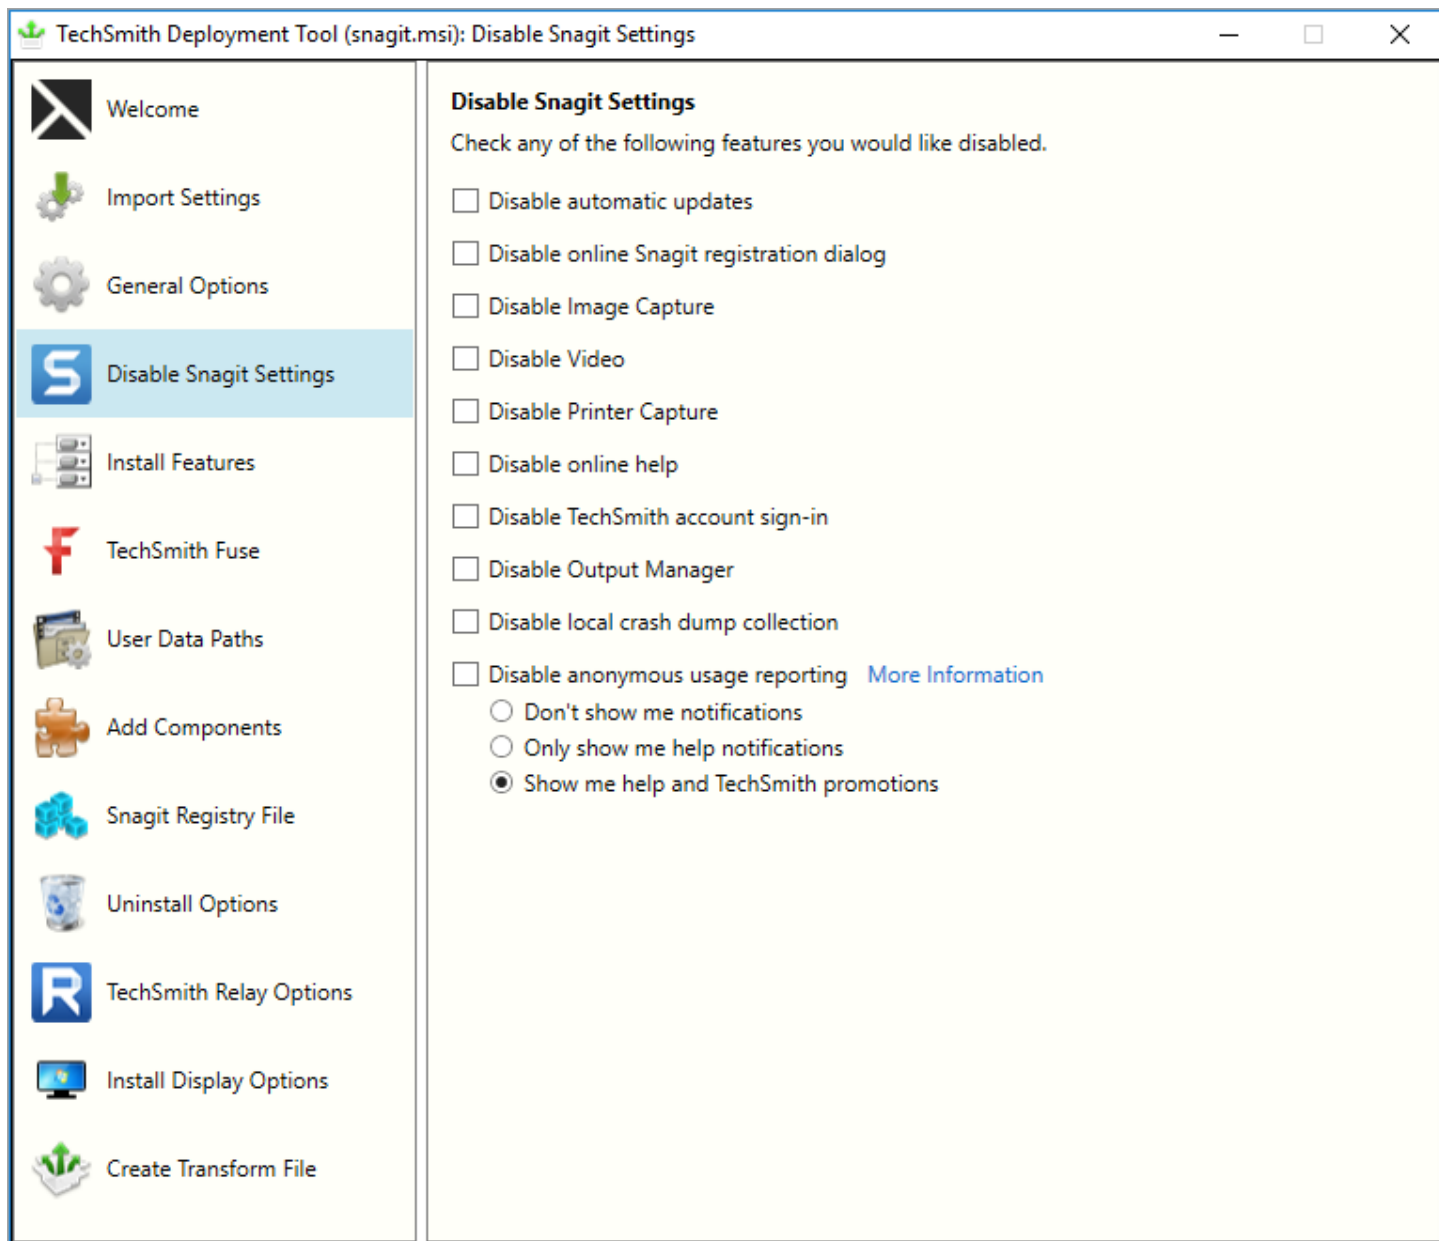 TechSmith Deployment Tool (snagit.msi): Disable Snagit Settings
Welcome
Import Settings
General Options
Disable Snagit Settings
Install Features
TechSmith Fuse
User Data Paths
Add Components
Snagit Registry File
Uninstall Options
TechSmith Relay Options
Install Display Options
Create Transform File
Disable Snagit Settings
Check any of the following features you would like disabled.
Disable automatic updates
Disable online Snagit registration dialog
Disable Image Capture
Disable Video
Disable Printer Capture
Disable online help
Disable TechSmith account sign-in
Disable Output Manager
Disable local crash dump collection
Disable anonymous usage reporting More Information
Don't show me notifications
Only show me help notifications
Show me help and TechSmith promotions